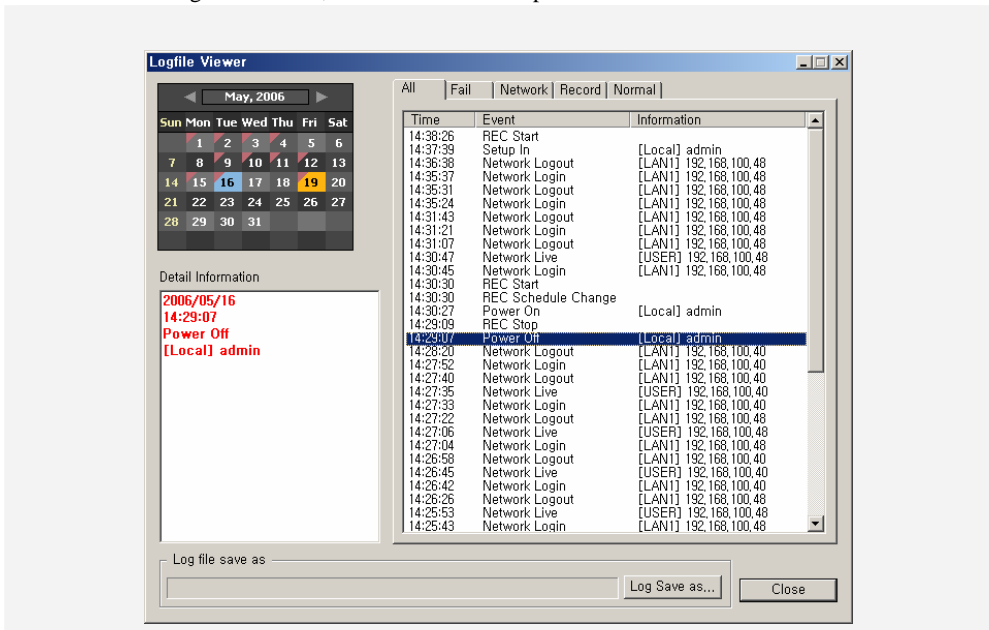 Logfile Viewer
May, 2006
Sun Mon Tue Wed Thu Fri Sat
1 2 3 4 5 6
7 8 9 10 11 12 13
14 15 16 17 18 19 20
21 22 23 24 25 26 27
28 29 30 31
Detail Information
2006/05/16
14:29:07
Power Off
[Local] admin
All Fail Network Record Normal
Time Event Information
14:38:26 REC Start
14:37:39 Setup In [Local] admin
14:36:38 Network Logout [LAN1] 192,168,100,48
14:35:37 Network Login [LAN1] 192,168,100,48
14:35:31 Network Logout [LAN1] 192,168,100,48
14:35:24 Network Login [LAN1] 192,168,100,48
14:31:43 Network Logout [LAN1] 192,168,100,48
14:31:21 Network Login [LAN1] 192,168,100,48
14:31:07 Network Logout [LAN1] 192,168,100,48
14:30:47 Network Live [USER] 192,168,100,48
14:30:45 Network Login [LAN1] 192,168,100,48
14:30:30 REC Start
14:30:30 REC Schedule Change
14:30:27 Power On [Local] admin
14:29:09 REC Stop
14:29:07 Power Off [Local] admin
14:28:20 Network Logout [LAN1] 192,168,100,40
14:27:52 Network Login [LAN1] 192,168,100,40
14:27:40 Network Logout [LAN1] 192,168,100,40
14:27:35 Network Live [USER] 192,168,100,40
14:27:33 Network Login [LAN1] 192,168,100,40
14:27:22 Network Logout [LAN1] 192,168,100,48
14:27:06 Network Live [USER] 192,168,100,48
14:27:04 Network Login [LAN1] 192,168,100,48
14:26:58 Network Logout [LAN1] 192,168,100,40
14:26:45 Network Live [USER] 192,168,100,40
14:26:42 Network Login [LAN1] 192,168,100,40
14:26:26 Network Logout [LAN1] 192,168,100,48
14:25:53 Network Live [USER] 192,168,100,48
14:25:43 Network Login [LAN1] 192,168,100,48
Log file save as
Log Save as...
Close